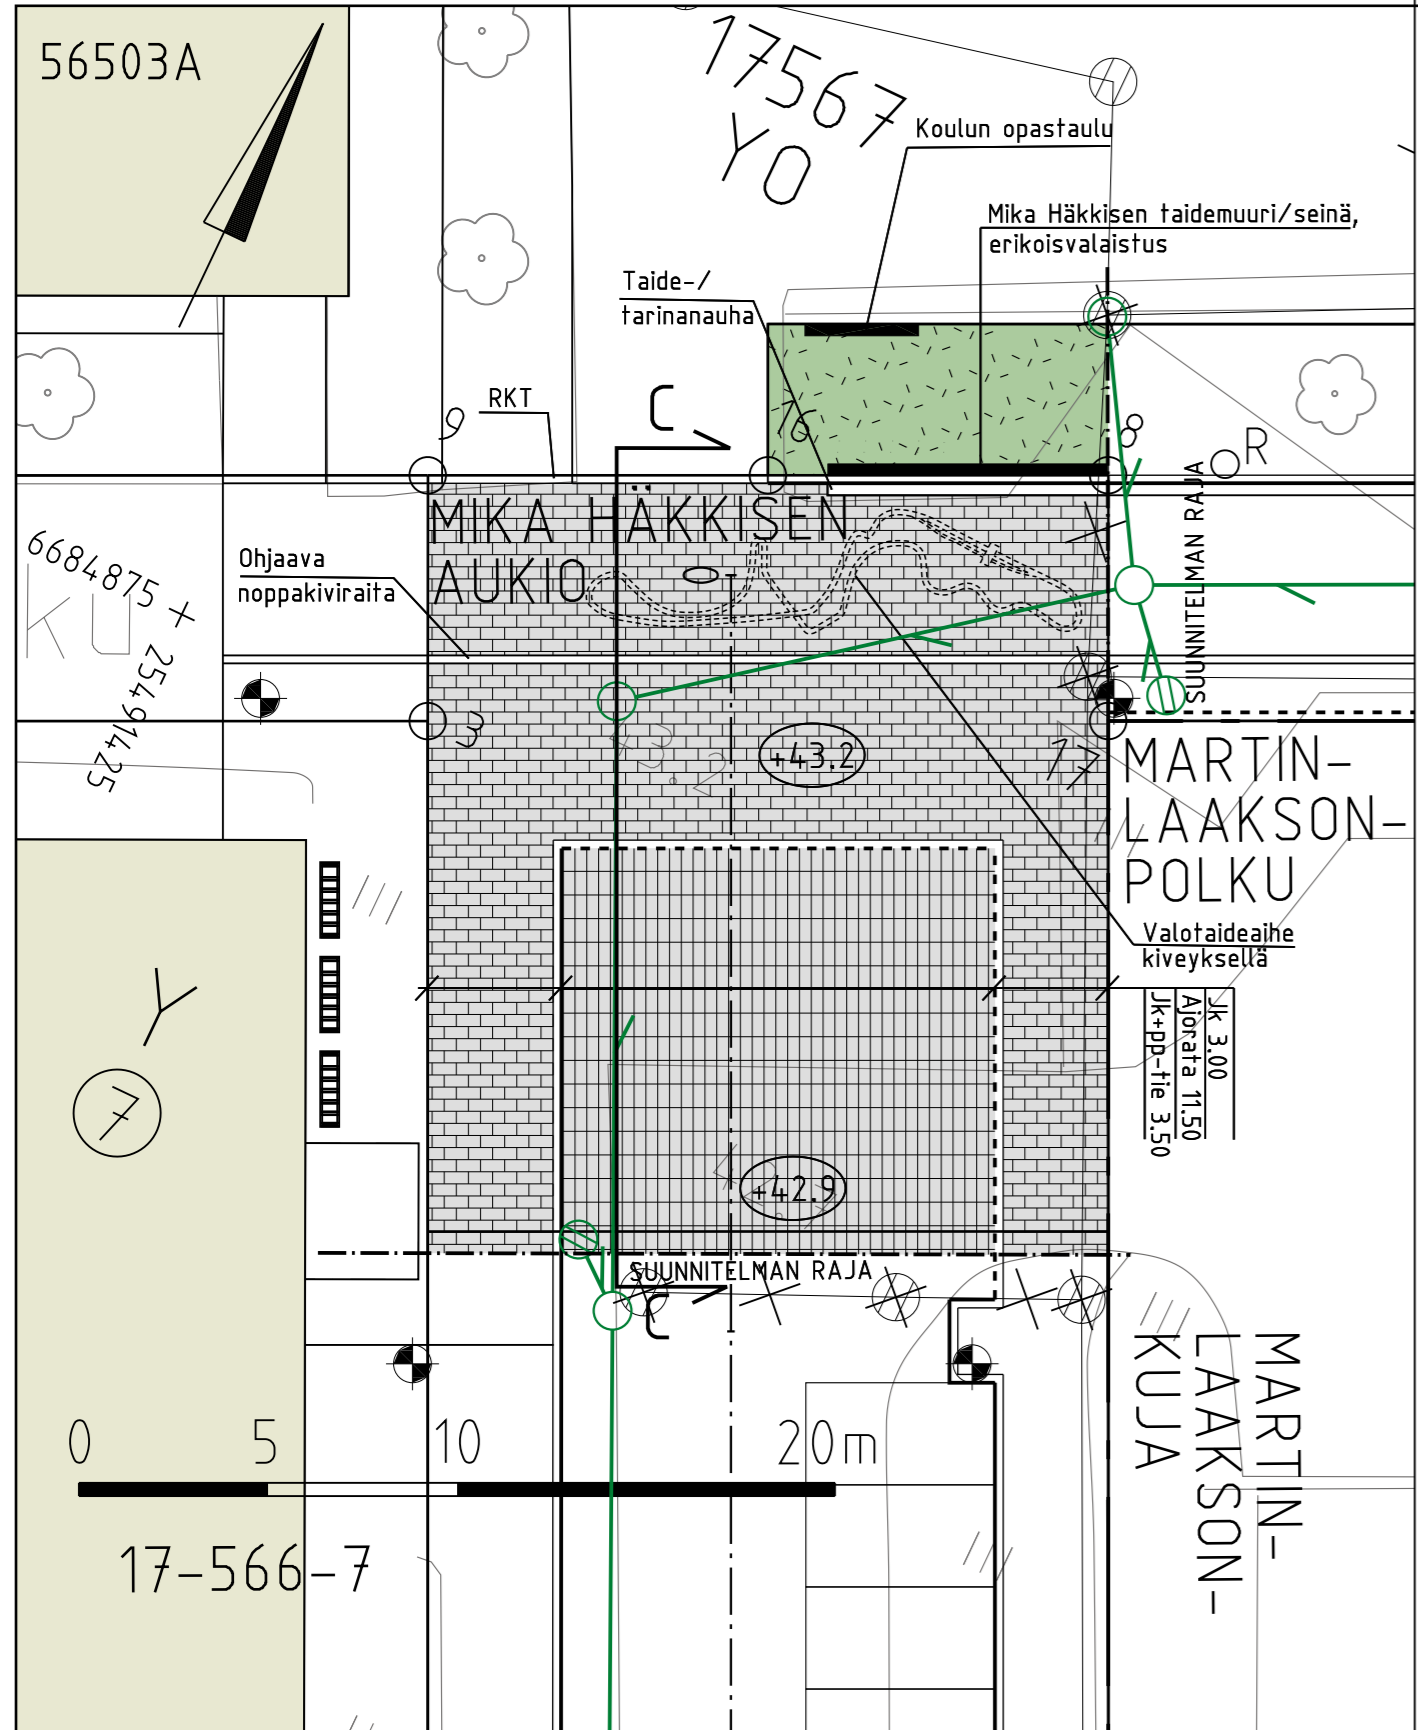 56503A
17567
YO
Koulun opastaulu
Mika Häkkisen taidemuuri/seinä,
erikoisvalaistus
Taide-/
tarinanauha
RKT
C
9
16
8
R
SUUNNITELMAN RAJA
MIKA HÄKKISEN
AUKIO
Ohjaava
noppakiviraita
6684875
25491425
KU
3
43.2
+43.2
17
MARTIN-
LAAKSON-
POLKU
Valotaideaihe
kiveyksellä
Jk 3.00
Ajorata 11.50
Jk+pp-tie 3.50
Y
7
+42.9
SUUNNITELMAN RAJA
C
MARTIN-
LAAKSON-
KUJA
0 5 10 20m
17-566-7